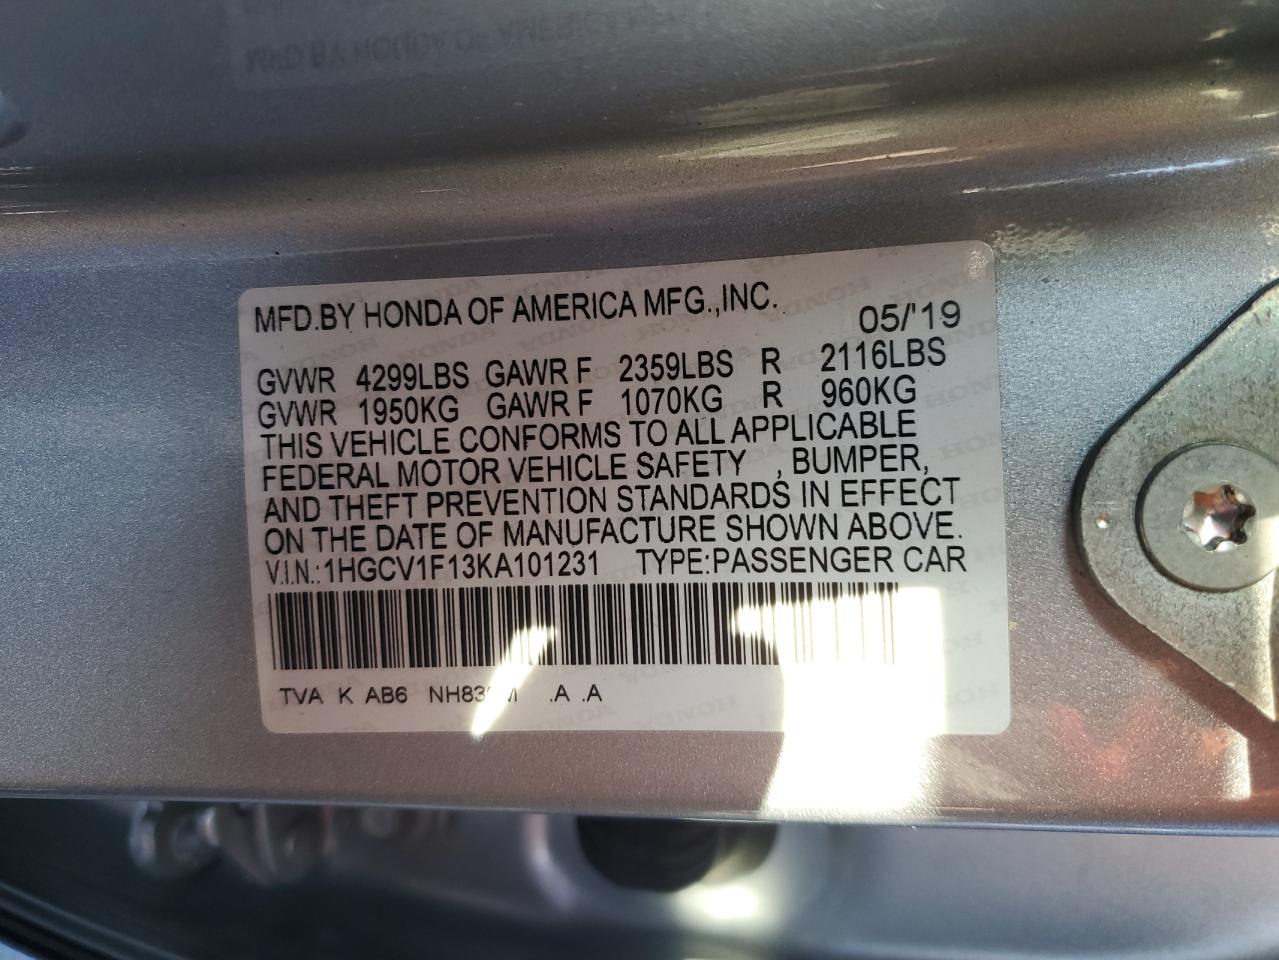 MFD.BY HONDA OF AMERICA MFG.,INC.
05/'19
GVWR 4299LBS GAWR F 2359LBS R 2116LBS
GVWR 1950KG GAWR F 1070KG R 960KG
THIS VEHICLE CONFORMS TO ALL APPLICABLE
FEDERAL MOTOR VEHICLE SAFETY , BUMPER,
AND THEFT PREVENTION STANDARDS IN EFFECT
ON THE DATE OF MANUFACTURE SHOWN ABOVE.
V.I.N.: 1HGCV1F13KA101231 TYPE:PASSENGER CAR
TVA K AB6 .A .A